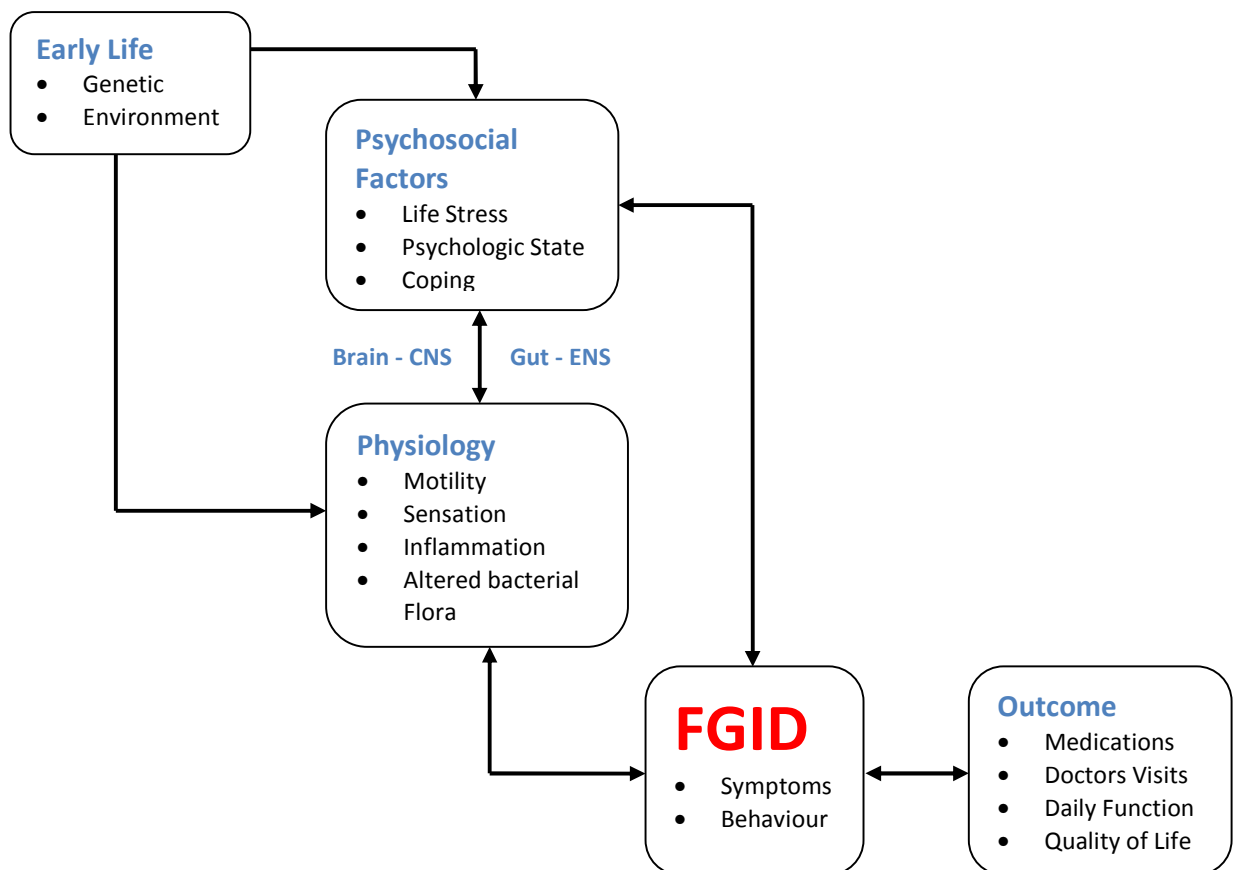 Early Life
• Genetic
• Environment
Psychosocial
Factors
• Life Stress
• Psychologic State
• Coping
Brain - CNS
Gut - ENS
Physiology
• Motility
• Sensation
• Inflammation
• Altered bacterial
Flora
FGID
• Symptoms
• Behaviour
Outcome
• Medications
• Doctors Visits
• Daily Function
• Quality of Life